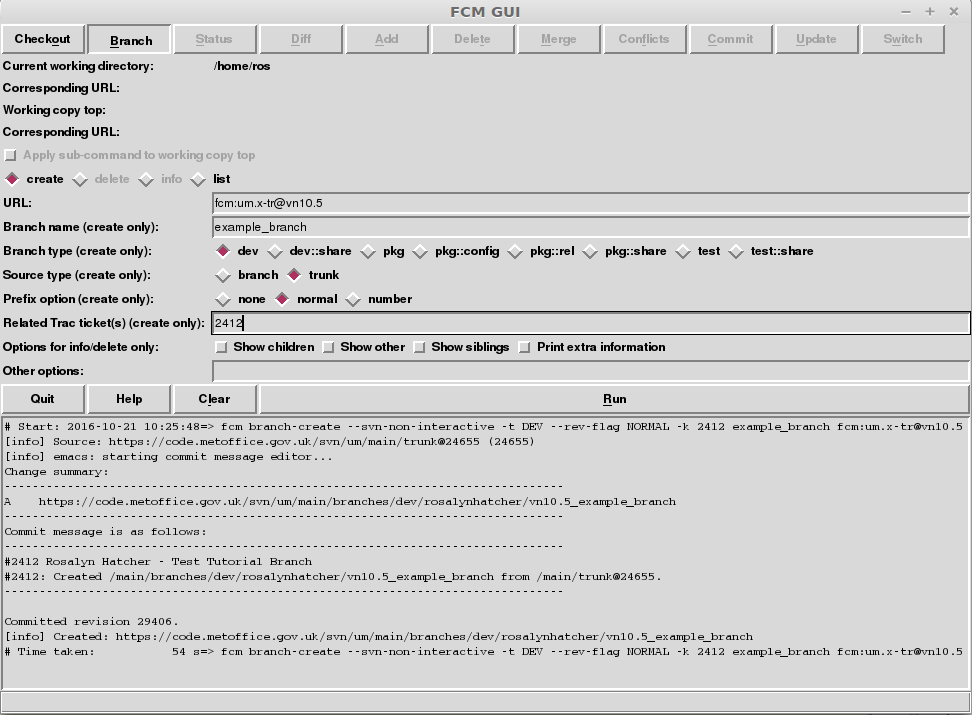 FCM GUI
Checkout Branch Status Diff Add Delete Merge Conflicts Commit Update Switch
Current working directory: /home/ros
Corresponding URL:
Working copy top:
Corresponding URL:
Apply sub-command to working copy top
create delete info list
URL: fcm:um.x-tr@vn10.5
Branch name (create only): example_branch
Branch type (create only): dev dev::share pkg pkg::config pkg::rel pkg::share test test::share
Source type (create only): branch trunk
Prefix option (create only): none normal number
Related Trac ticket(s) (create only): 2412
Options for info/delete only: Show children Show other Show siblings Print extra information
Other options:
Quit Help Clear Run
# Start: 2016-10-21 10:25:48=> fcm branch-create --svn-non-interactive -t DEV --rev-flag NORMAL -k 2412 example_branch fcm:um.x-tr@vn10.5
[info] Source: https://code.metoffice.gov.uk/svn/um/main/trunk@24655 (24655)
[info] emacs: starting commit message editor...
Change summary:
--------------------------------------------------------------------------------
A    https://code.metoffice.gov.uk/svn/um/main/branches/dev/rosalynhatcher/vn10.5_example_branch
--------------------------------------------------------------------------------
Commit message is as follows:
--------------------------------------------------------------------------------
#2412 Rosalyn Hatcher - Test Tutorial Branch
#2412: Created /main/branches/dev/rosalynhatcher/vn10.5_example_branch from /main/trunk@24655.
--------------------------------------------------------------------------------
Committed revision 29406.
[info] Created: https://code.metoffice.gov.uk/svn/um/main/branches/dev/rosalynhatcher/vn10.5_example_branch
# Time taken:           54 s=> fcm branch-create --svn-non-interactive -t DEV --rev-flag NORMAL -k 2412 example_branch fcm:um.x-tr@vn10.5